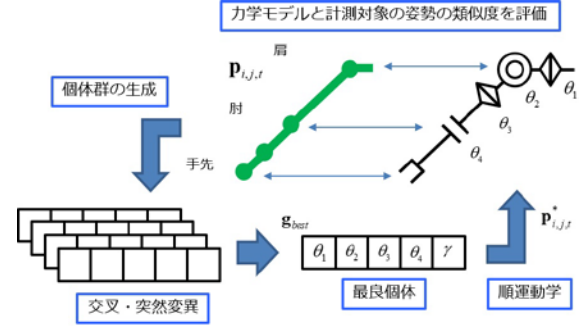 力学モデルと計測対象の姿勢の類似度を評価
肩
p i,j,t
個体群の生成
肘
手先
θ1
θ2
θ3
θ4
g best
p* i,j,t
θ1 θ2 θ3 θ4 γ
交叉・突然変異
最良個体
順運動学